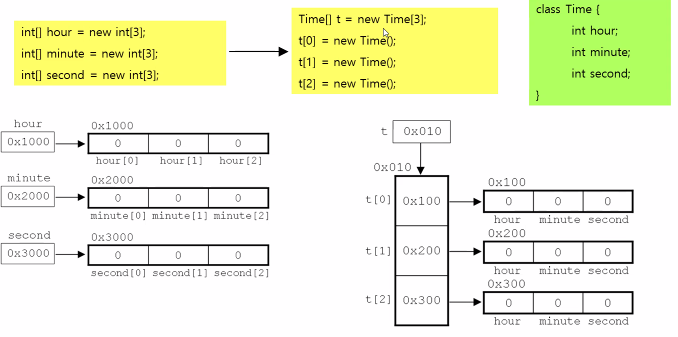 int[] hour = new int[3];
int[] minute = new int[3];
int[] second = new int[3];
Time[] t = new Time[3];
t[0] = new Time();
t[1] = new Time();
t[2] = new Time();
class Time {
int hour;
int minute;
int second;
}
hour
0x1000
0x1000
0 0 0
hour[0] hour[1] hour[2]
minute
0x2000
0x2000
0 0 0
minute[0] minute[1] minute[2]
second
0x3000
0x3000
0 0 0
second[0] second[1] second[2]
t 0x010
0x010
t[0] 0x100
0x100
0 0 0
hour minute second
t[1] 0x200
0x200
0 0 0
hour minute second
t[2] 0x300
0x300
0 0 0
hour minute second